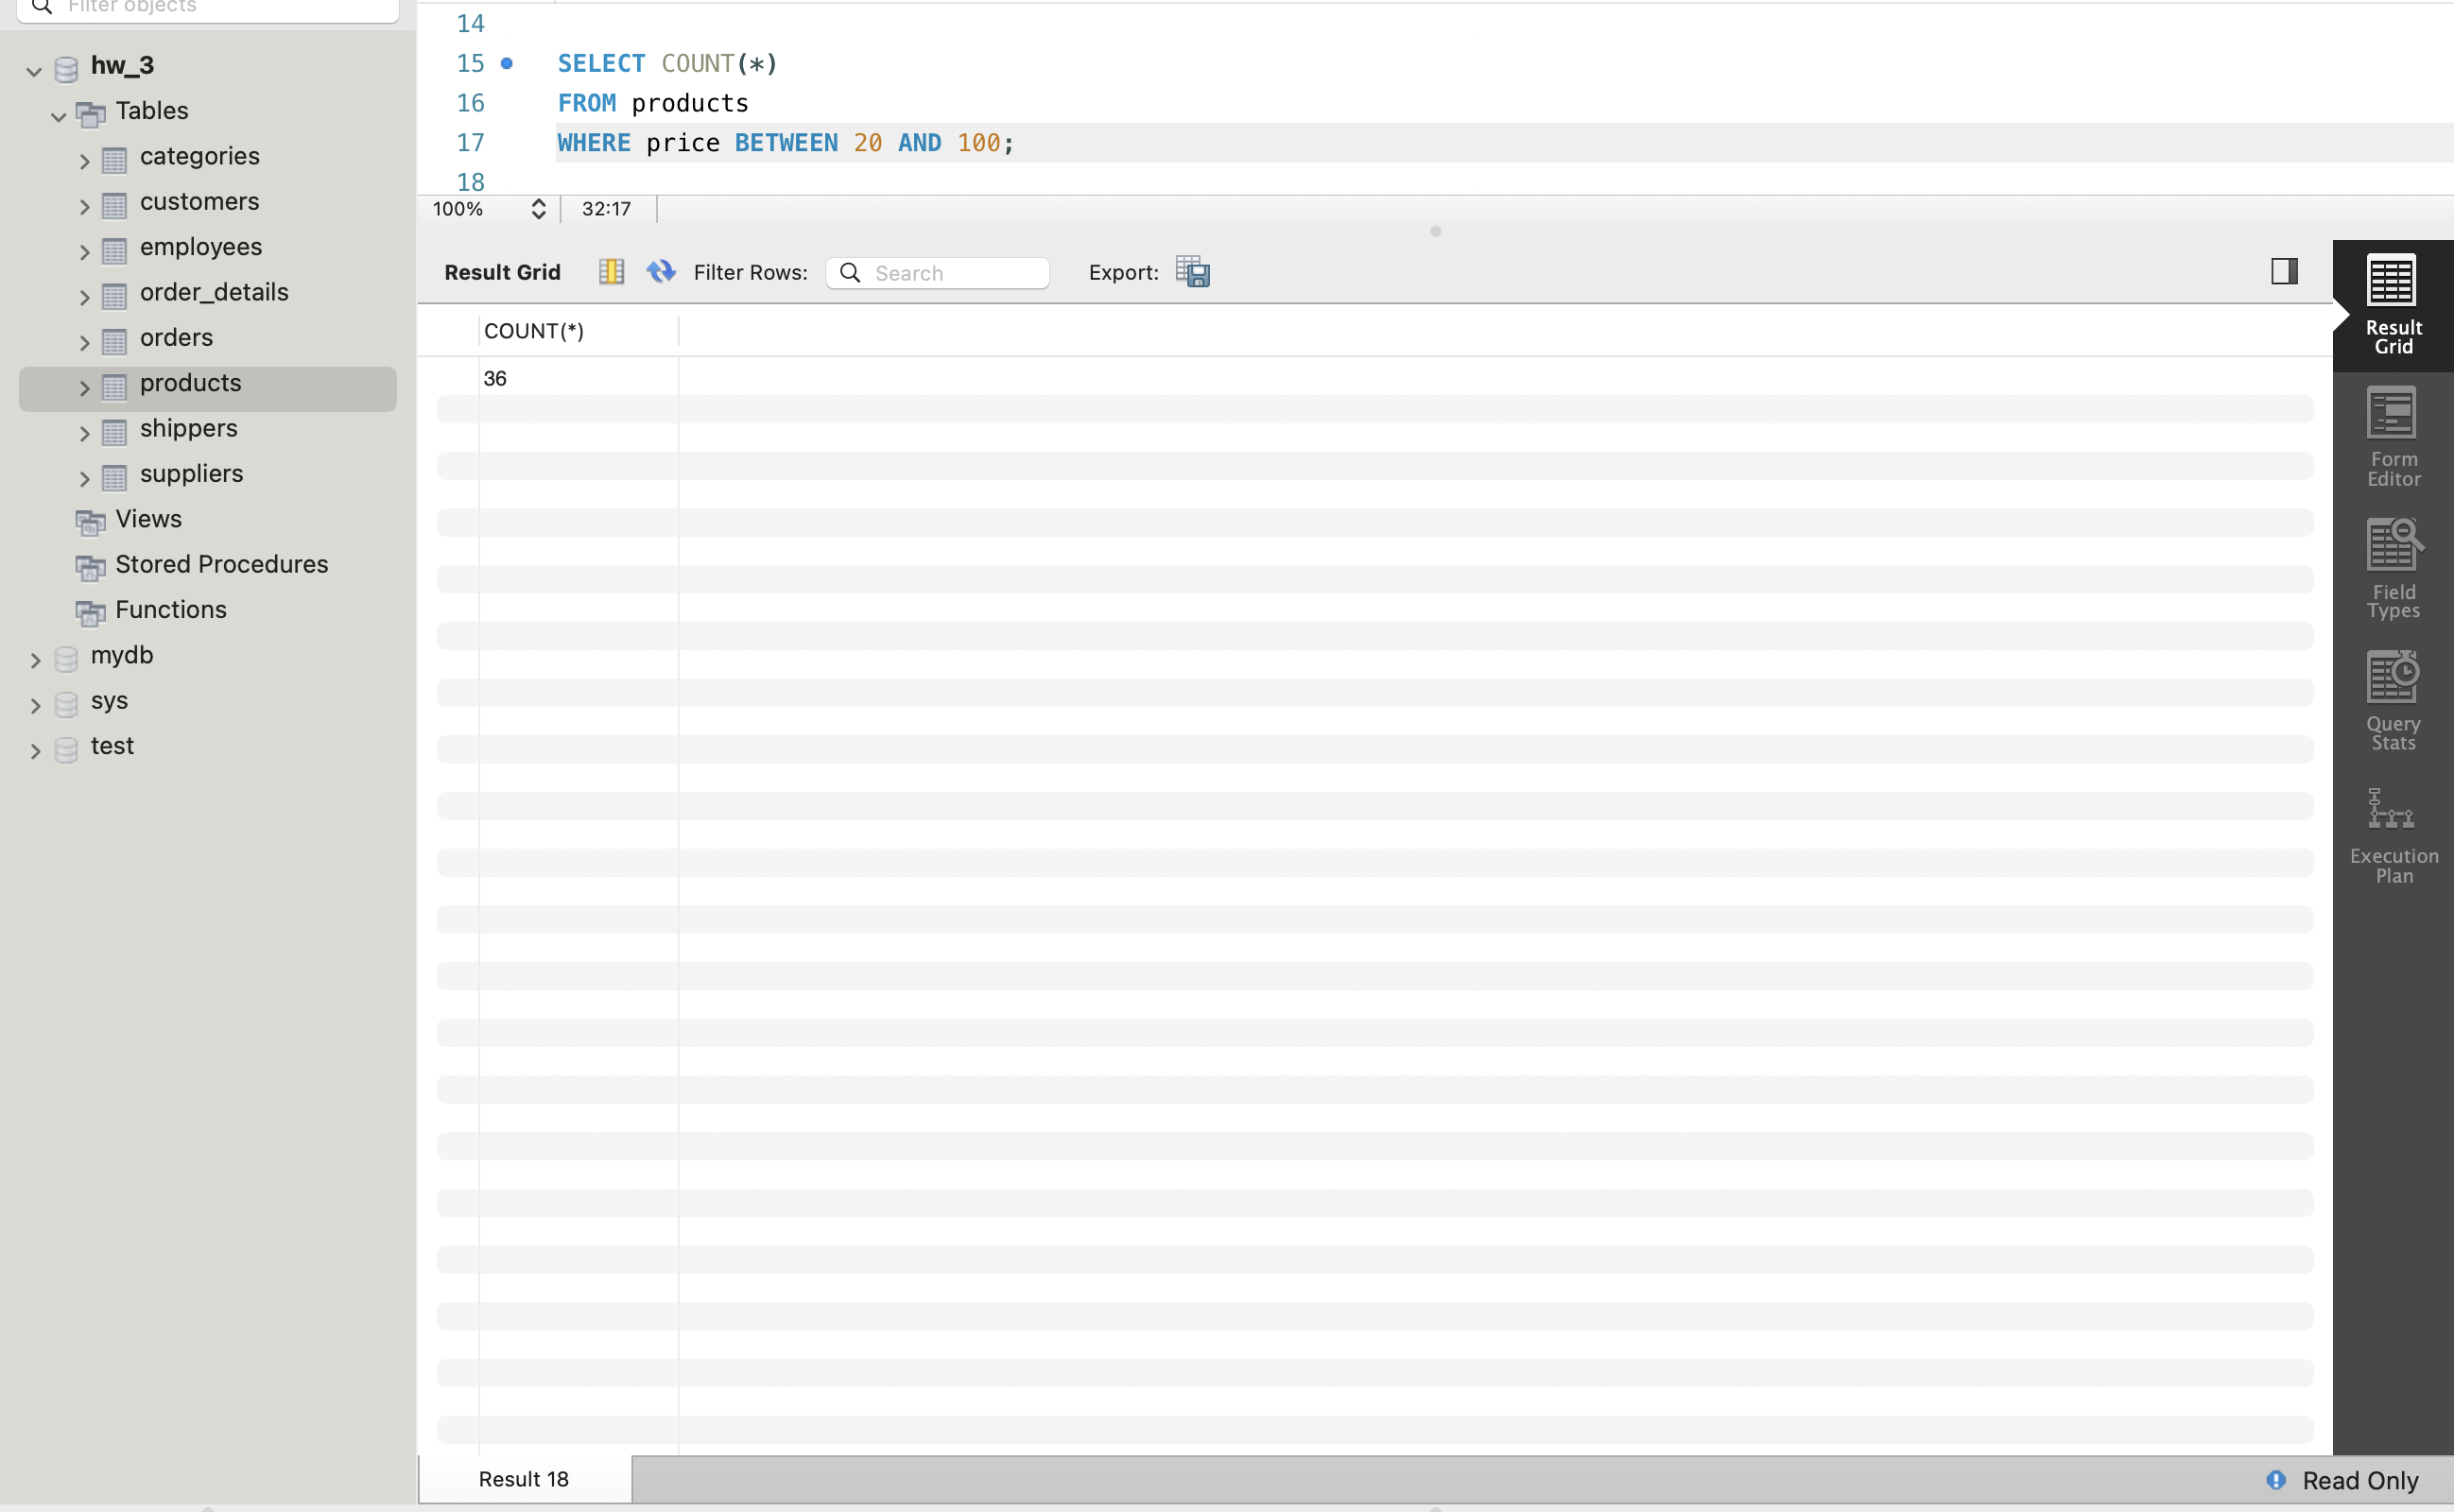 Filter objects
hw_3
Tables
categories
customers
employees
order_details
orders
products
shippers
suppliers
Views
Stored Procedures
Functions
mydb
sys
test
14
15 SELECT COUNT(*)
16 FROM products
17 WHERE price BETWEEN 20 AND 100;
18
100% 32:17
Result Grid Filter Rows: Search Export:
COUNT(*)
36
Result
Grid
Form
Editor
Field
Types
Query
Stats
Execution
Plan
Result 18
Read Only